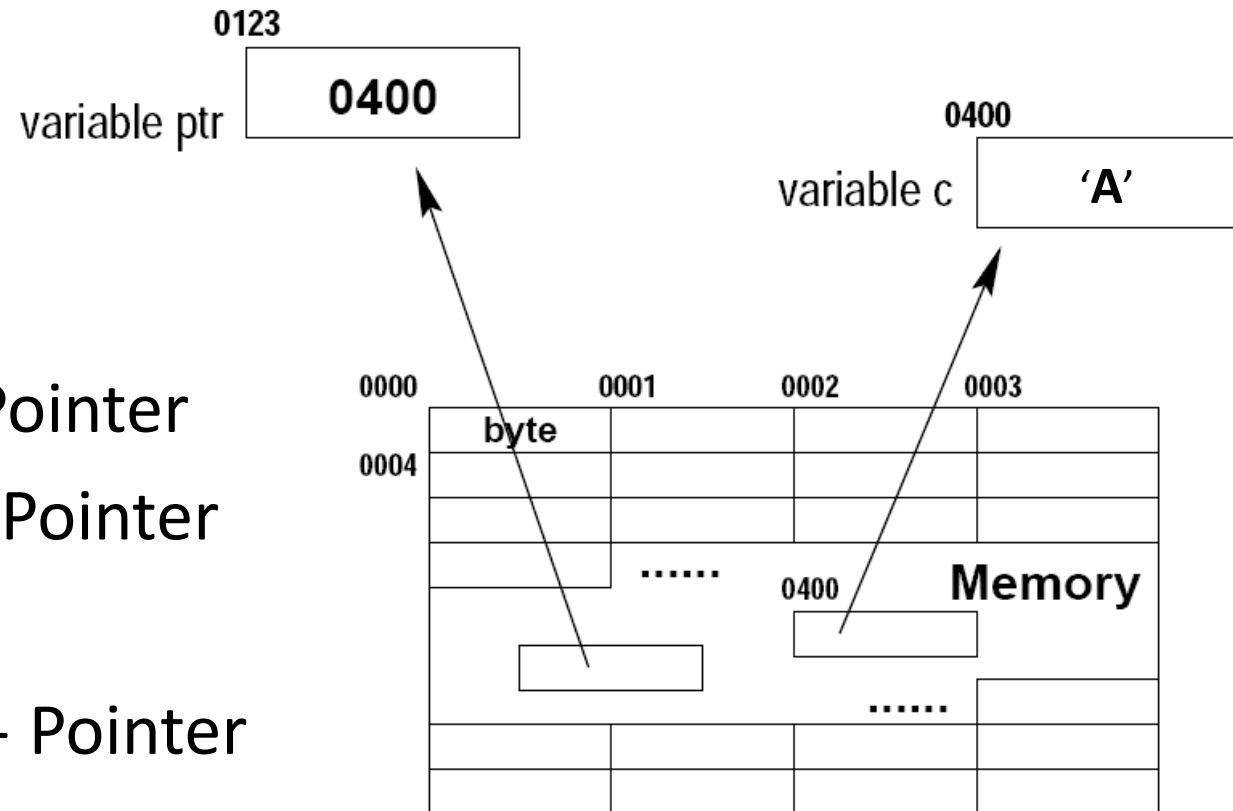 0123
variable ptr 0400
0400
variable c ‘A’
0000 0001 0002 0003
Pointer
byte
0004
Pointer
......
0400
Memory
......
- Pointer